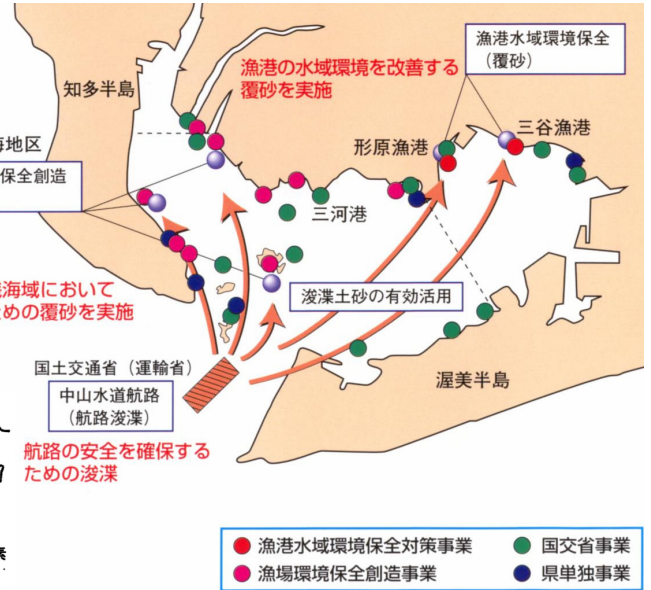 漁港水域環境保全
（覆砂）
漁港の水域環境を改善する
覆砂を実施
知多半島
三谷漁港
形原漁港
海地区
保全創造
三河港
浅海域において
ための覆砂を実施
浚渫土砂の有効活用
国土交通省（運輸省）
中山水道航路
（航路浚渫）
渥美半島
航路の安全を確保する
ための浚渫
漁港水域環境保全対策事業
国交省事業
漁場環境保全創造事業
県単独事業